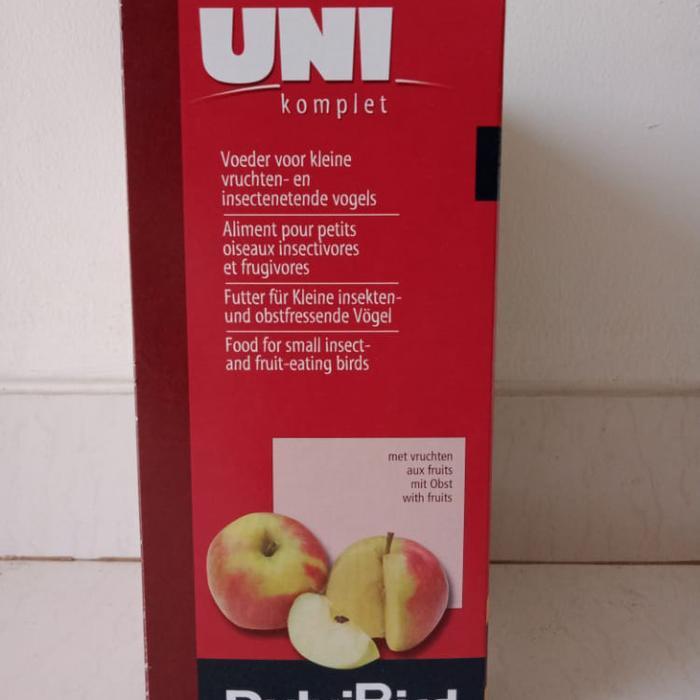 UNI
komplet
Voeder voor kleine
vruchten- en
insectenetende vogels
Aliment pour petits
oiseaux insectivores
et frugivores
Futter für Kleine insekten-
und obstfressende Vögel
Food for small insect-
and fruit-eating birds
met vruchten
aux fruits
mit Obst
with fruits